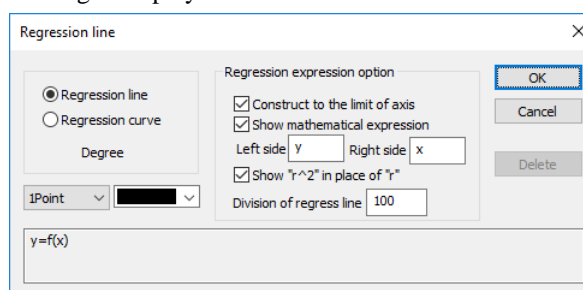 Regression line
Regression line
Regression curve
Degree
1Point
Regression expression option
Construct to the limit of axis
Show mathematical expression
Left side y Right side x
Show "r^2" in place of "r"
Division of regress line 100
OK
Cancel
Delete
y=f(x)